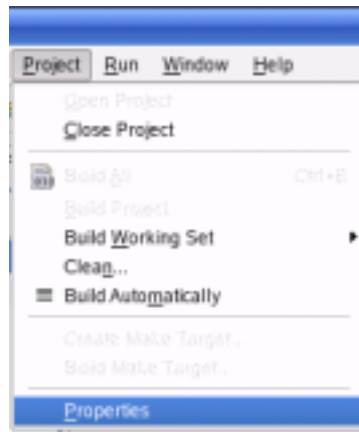 Project Run Window Help
Open Project
Close Project
Build All Ctrl+B
Build Project
Build Working Set
Clean...
Build Automatically
Create Make Target.
Build Make Target.
Properties